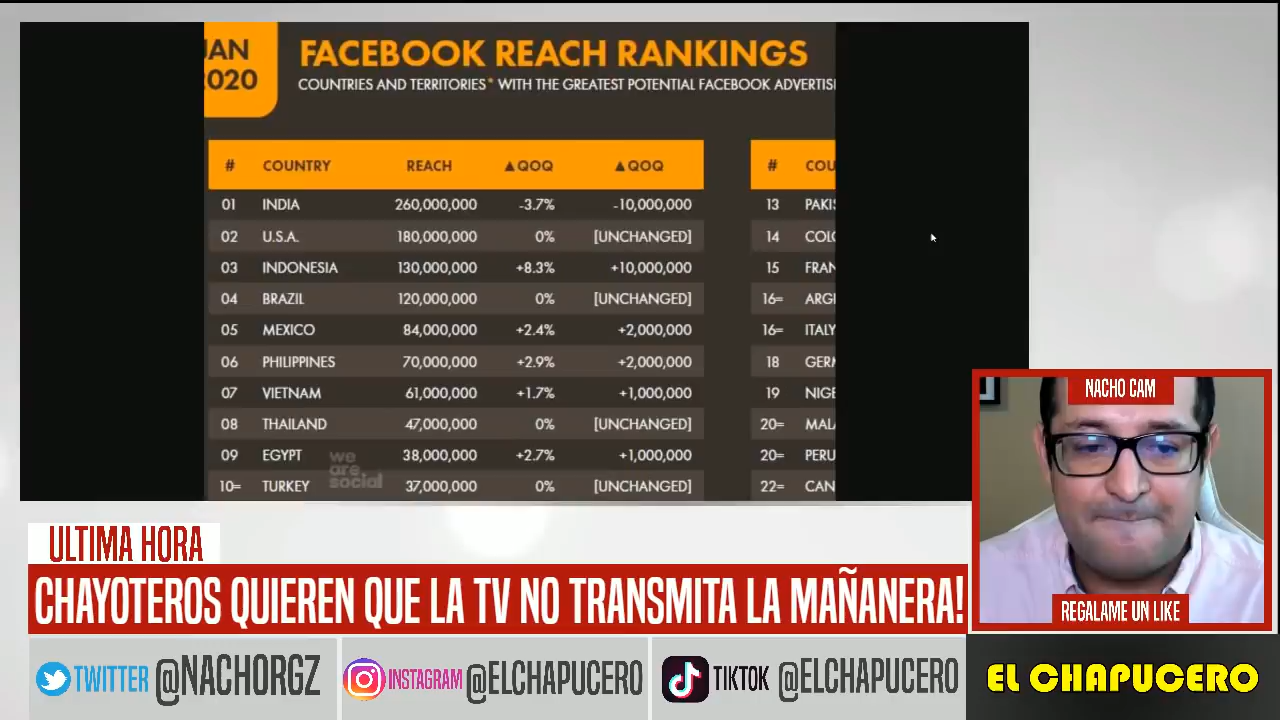 JAN
2020
FACEBOOK REACH RANKINGS
COUNTRIES AND TERRITORIES* WITH THE GREATEST POTENTIAL FACEBOOK
# COUNTRY REACH ▲QOQ ▲QOQ
01 INDIA 260,000,000 -3.7% -10,000,000
02 U.S.A. 180,000,000 0% [UNCHANGED]
03 INDONESIA 130,000,000 +8.3% +10,000,000
04 BRAZIL 120,000,000 0% [UNCHANGED]
05 MEXICO 84,000,000 +2.4% +2,000,000
06 PHILIPPINES 70,000,000 +2.9% +2,000,000
07 VIETNAM 61,000,000 +1.7% +1,000,000
08 THAILAND 47,000,000 0% [UNCHANGED]
09 EGYPT 38,000,000 +2.7% +1,000,000
10= TURKEY 37,000,000 0% [UNCHANGED]
we
are
social
# COU
13 PAKIS
14 COL
15 FRAN
16= ARG
16= ITALY
18 GER
19 NIGE
20= MAL
20= PERU
22= CAN
NACHO CAM
REGALAME UN LIKE
ULTIMA HORA
CHAYOTEROS QUIEREN QUE LA TV NO TRANSMITA LA MAÑANERA!
TWITTER @NACHORGZ
INSTAGRAM @ELCHAPUCERO
TIKTOK @ELCHAPUCERO
EL CHAPUCERO